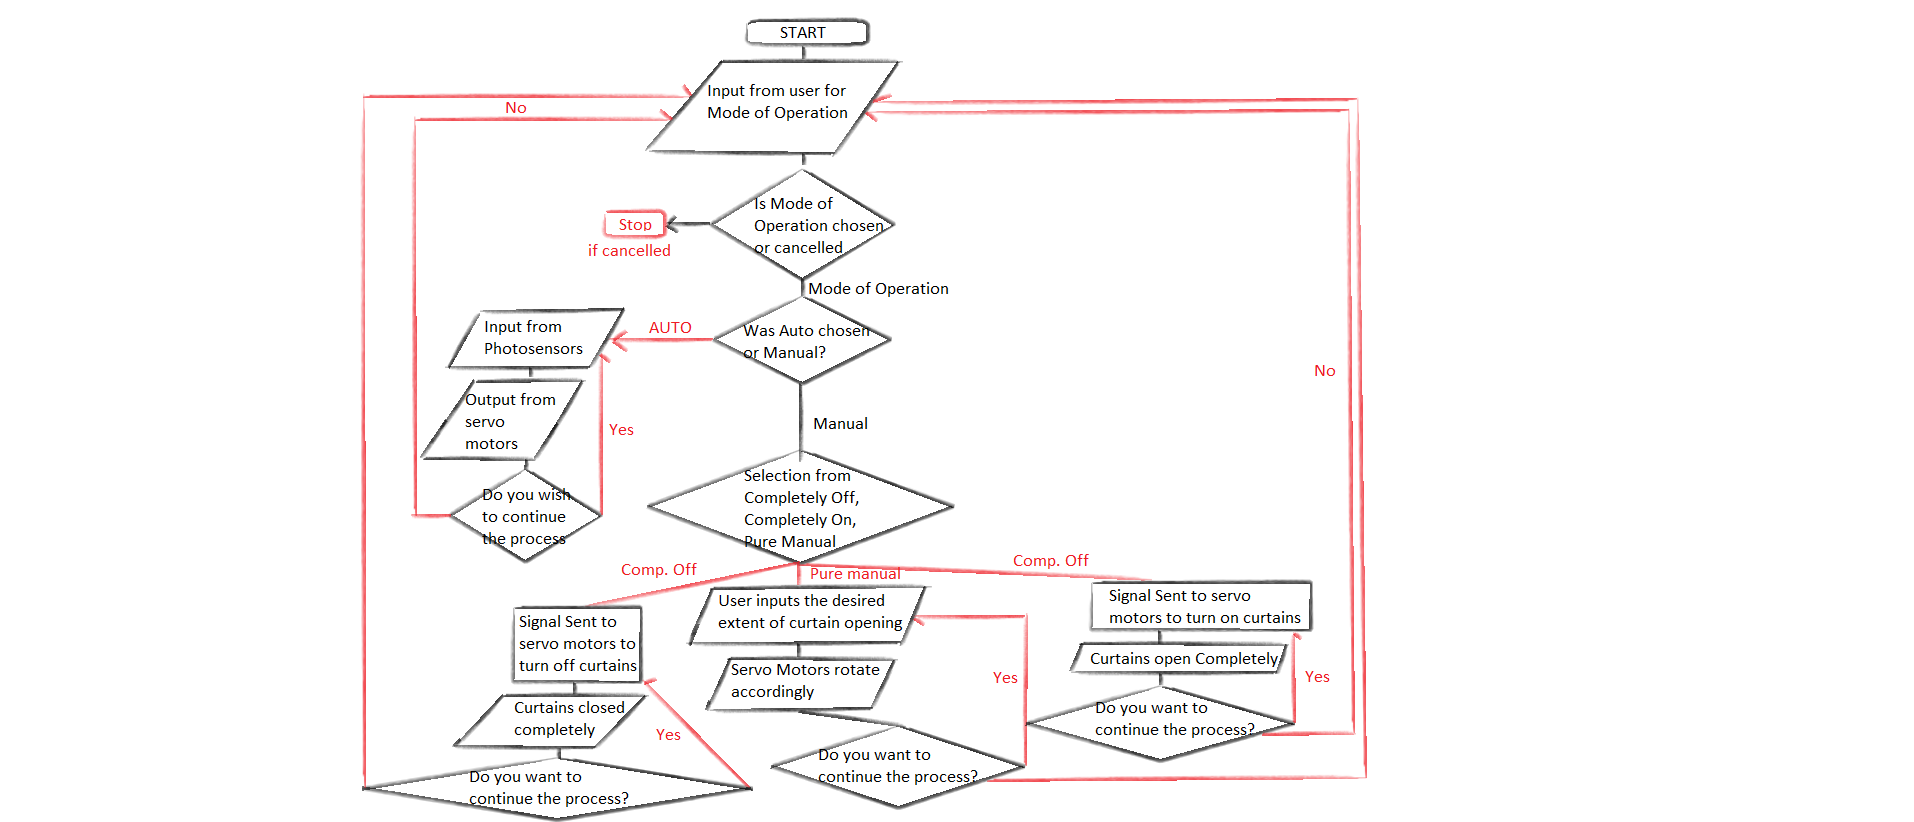 START
Input from user for
Mode of Operation
No
Is Mode of
Operation chosen
or cancelled
Stop
if cancelled
Mode of Operation
Was Auto chosen
or Manual?
AUTO
Input from
Photosensors
Output from
servo
motors
Yes
Do you wish
to continue
the process
Manual
No
Selection from
Completely Off,
Completely On,
Pure Manual
Comp. Off
Pure manual
Comp. Off
Signal Sent to
servo motors to
turn off curtains
Curtains closed
completely
Yes
Do you want to
continue the process?
User inputs the desired
extent of curtain opening
Servo Motors rotate
accordingly
Yes
Do you want to
continue the process?
Signal Sent to servo
motors to turn on curtains
Curtains open Completely
Yes
Do you want to
continue the process?